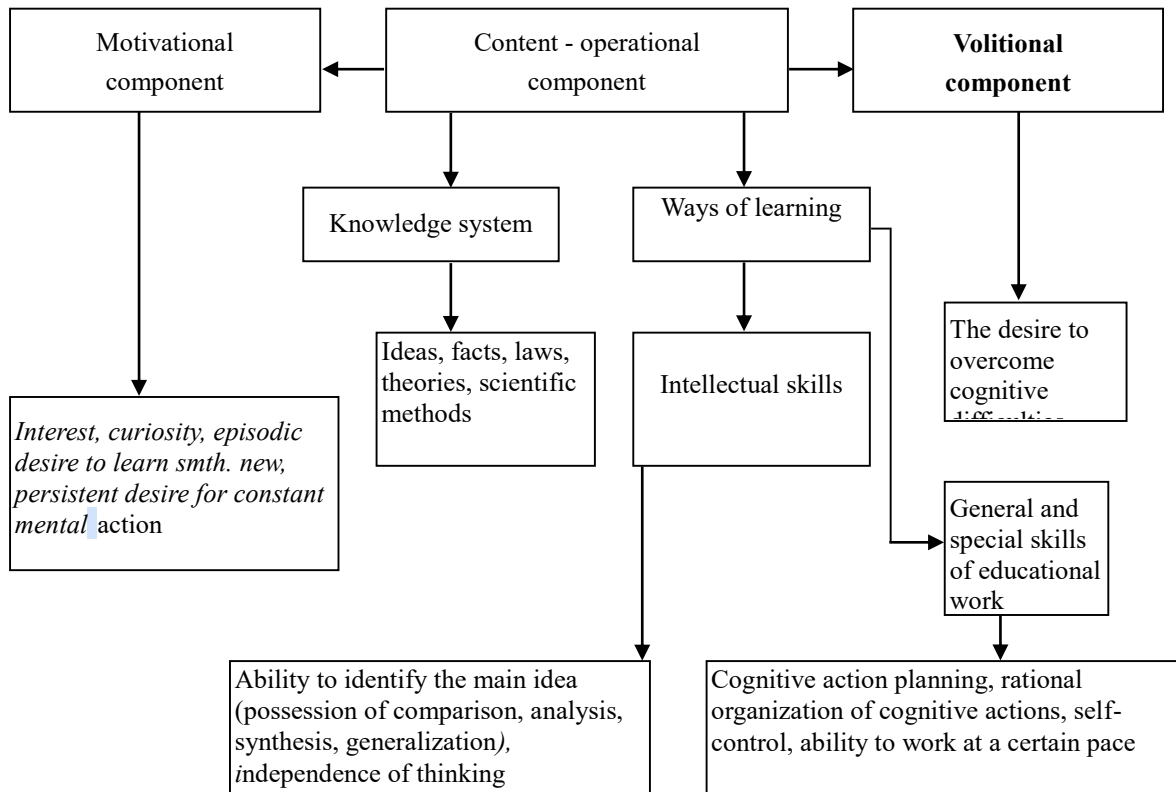 Motivational
component
Content - operational
component
Volitional
component
Knowledge system
Ways of learning
Ideas, facts, laws,
theories, scientific
methods
Intellectual skills
The desire to
overcome
cognitive
Interest, curiosity, episodic
desire to learn smth. new,
persistent desire for constant
mental action
General and
special skills
of educational
work
Ability to identify the main idea
(possession of comparison, analysis,
synthesis, generalization),
independence of thinking
Cognitive action planning, rational
organization of cognitive actions, self-
control, ability to work at a certain pace